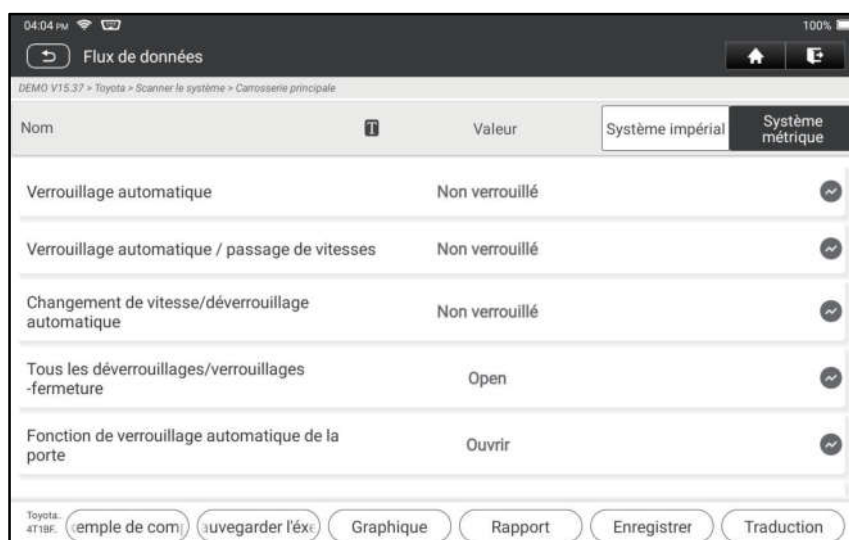 04:04 PM
100%
Flux de données
DEMO V15.37 > Toyota > Scanner le système > Carrosserie principale
Nom
T
Valeur
Système impérial
Système
métrique
Verrouillage automatique
Non verrouillé
Verrouillage automatique / passage de vitesses
Non verrouillé
Changement de vitesse/déverrouillage
automatique
Non verrouillé
Tous les déverrouillages/verrouillages
-fermeture
Open
Fonction de verrouillage automatique de la
porte
Ouvrir
Toyota..
4T1BF..
emple de com
uvegarder l'éx
Graphique
Rapport
Enregistrer
Traduction